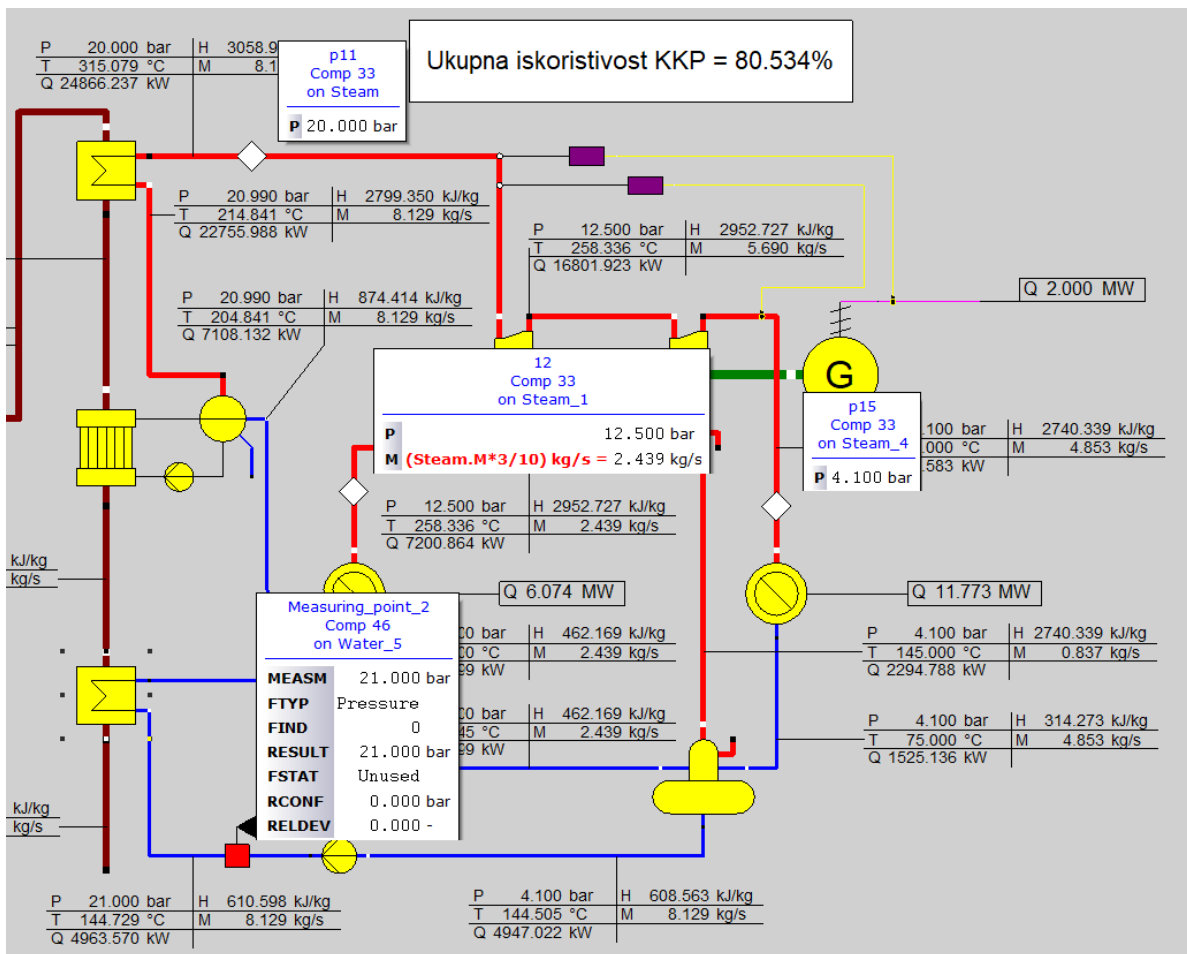 P 20.000 bar H 3058.9
T 315.079 °C M 8.1
Q 24866.237 kW
p11
Comp 33
on Steam
P 20.000 bar
Ukupna iskoristivost KKP = 80.534%
P 20.990 bar H 2799.350 kJ/kg
T 214.841 °C M 8.129 kg/s
Q 22755.988 kW
P 12.500 bar H 2952.727 kJ/kg
T 258.336 °C M 5.690 kg/s
Q 16801.923 kW
Q 2.000 MW
P 20.990 bar H 874.414 kJ/kg
T 204.841 °C M 8.129 kg/s
Q 7108.132 kW
12
Comp 33
on Steam_1
P 12.500 bar
M (Steam.M*3/10) kg/s = 2.439 kg/s
G
p15
Comp 33
on Steam_4
P 4.100 bar
.100 bar H 2740.339 kJ/kg
.000 °C M 4.853 kg/s
.583 kW
P 12.500 bar H 2952.727 kJ/kg
T 258.336 °C M 2.439 kg/s
Q 7200.864 kW
kJ/kg
kg/s
Q 6.074 MW
Q 11.773 MW
Measuring_point_2
Comp 46
on Water_5
MEASM 21.000 bar
FTYP Pressure
FIND 0
RESULT 21.000 bar
FSTAT Unused
RCONF 0.000 bar
RELDEV 0.000 -
00 bar H 462.169 kJ/kg
00 °C M 2.439 kg/s
99 kW
P 4.100 bar H 2740.339 kJ/kg
T 145.000 °C M 0.837 kg/s
Q 2294.788 kW
00 bar H 462.169 kJ/kg
45 °C M 2.439 kg/s
99 kW
P 4.100 bar H 314.273 kJ/kg
T 75.000 °C M 4.853 kg/s
Q 1525.136 kW
kJ/kg
kg/s
P 21.000 bar H 610.598 kJ/kg
T 144.729 °C M 8.129 kg/s
Q 4963.570 kW
P 4.100 bar H 608.563 kJ/kg
T 144.505 °C M 8.129 kg/s
Q 4947.022 kW